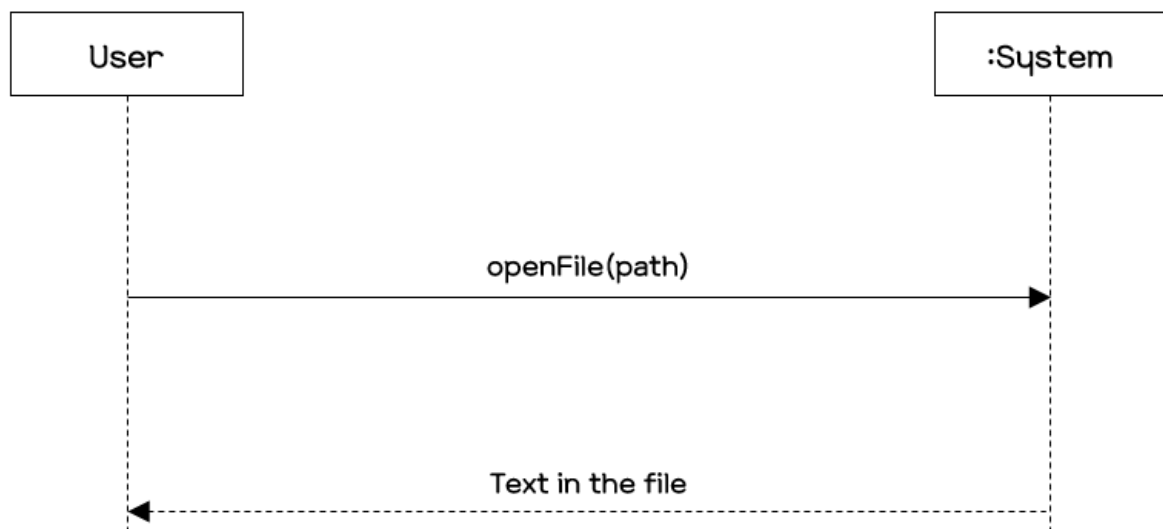 User
:System
openFile(path)
Text in the file